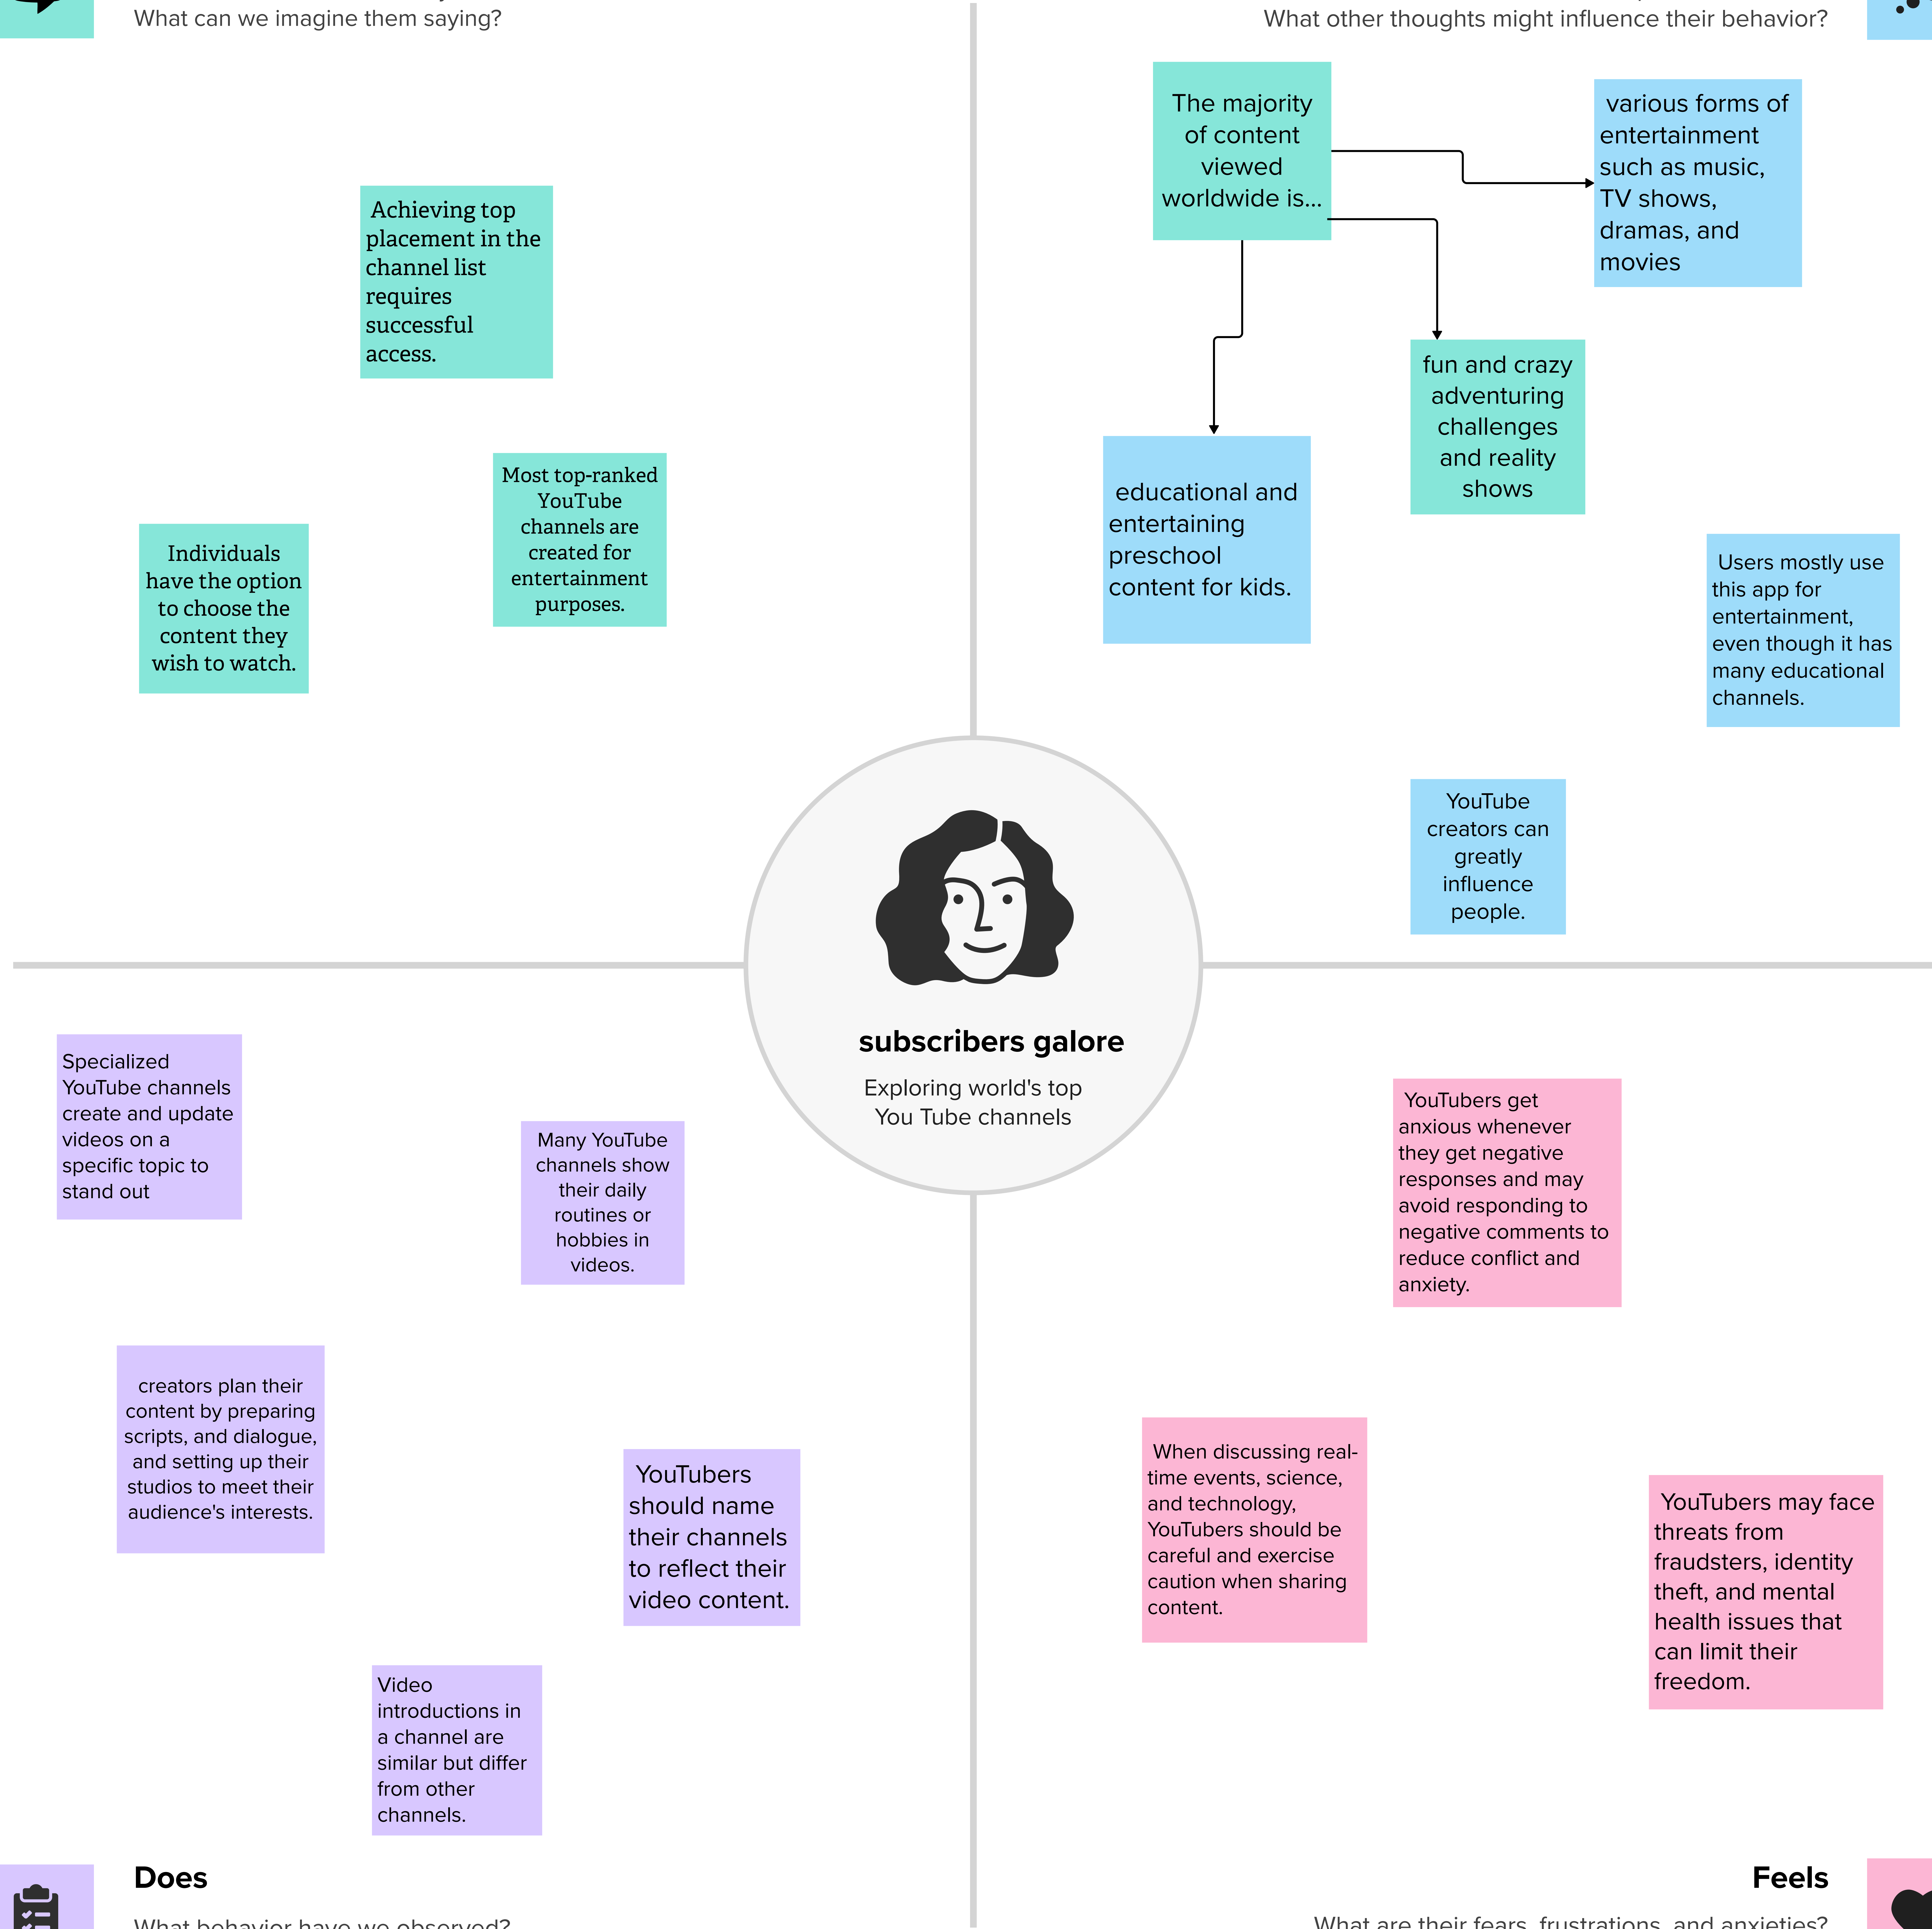 What can we imagine them saying?
What other thoughts might influence their behavior?
Achieving top
placement in the
channel list
requires
successful
access.
Most top-ranked
YouTube
channels are
created for
entertainment
purposes.
Individuals
have the option
to choose the
content they
wish to watch.
The majority
of content
viewed
worldwide is...
various forms of
entertainment
such as music,
TV shows,
dramas, and
movies
fun and crazy
adventuring
challenges
and reality
shows
educational and
entertaining
preschool
content for kids.
Users mostly use
this app for
entertainment,
even though it has
many educational
channels.
YouTube
creators can
greatly
influence
people.
subscribers galore
Exploring world's top
You Tube channels
Specialized
YouTube channels
create and update
videos on a
specific topic to
stand out
Many YouTube
channels show
their daily
routines or
hobbies in
videos.
creators plan their
content by preparing
scripts, and dialogue,
and setting up their
studios to meet their
audience's interests.
YouTubers
should name
their channels
to reflect their
video content.
Video
introductions in
a channel are
similar but differ
from other
channels.
YouTubers get
anxious whenever
they get negative
responses and may
avoid responding to
negative comments to
reduce conflict and
anxiety.
When discussing real-
time events, science,
and technology,
YouTubers should be
careful and exercise
caution when sharing
content.
YouTubers may face
threats from
fraudsters, identity
theft, and mental
health issues that
can limit their
freedom.
Does
What behavior have we observed?
Feels
What are their fears, frustrations, and anxieties?